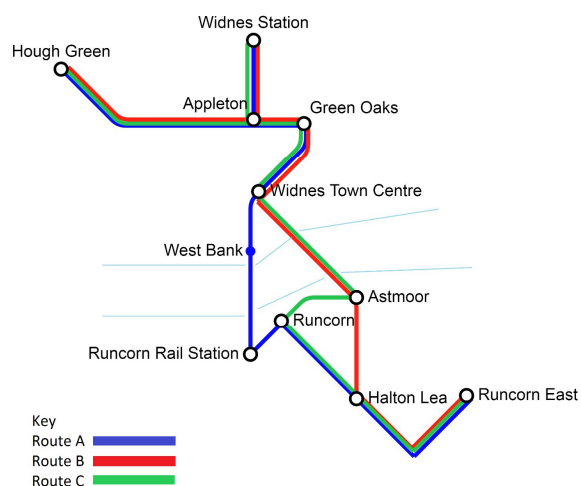 Widnes Station
Hough Green
Appleton
Green Oaks
Widnes Town Centre
West Bank
Astmoor
Runcorn
Runcorn Rail Station
Halton Lea
Runcorn East
Key
Route A
Route B
Route C